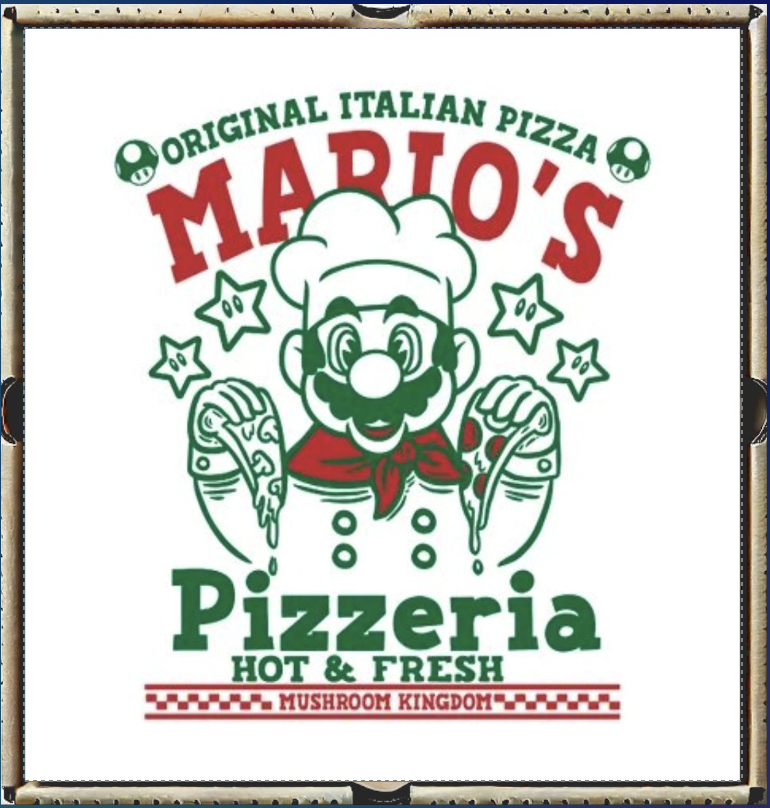 ORIGINAL ITALIAN PIZZA
MARIO'S
Pizzeria
HOT & FRESH
MUSHROOM KINGDOM